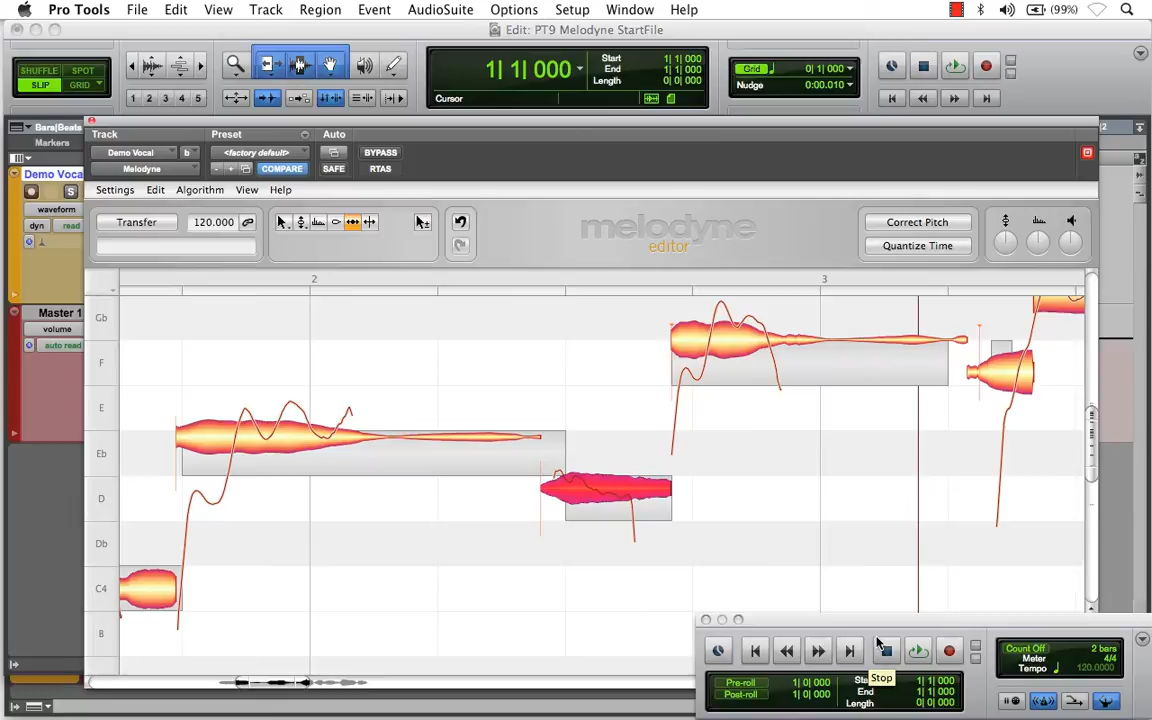 Pro Tools File Edit View Track Region Event AudioSuite Options Setup Window Help (99%)
Edit: PT9 Melodyne StartFile
SHUFFLE SPOT
SLIP GRID
1 2 3 4 5
1| 1| 000
Start 1| 1| 000
End 1| 1| 000
Length 0| 0| 000
Cursor
Grid 0| 1| 000
Nudge 0:00.010
Bars|Beats
Markers
2
Demo Voca
S
waveform
dyn read
Master 1
volume
auto read
Track Preset Auto
Demo Vocal b <factory default> BYPASS
Melodyne - + COMPARE SAFE RTAS
Settings Edit Algorithm View Help
Transfer 120.000
melodyne
editor
Correct Pitch
Quantize Time
2 3
Gb
F
E
Eb
D
Db
C4
B
Stop
Count Off 2 bars
Meter 4/4
Tempo 120.0000
Pre-roll 1| 0| 000
Post-roll 1| 0| 000
Sta 1| 1| 000
End 1| 1| 000
Length 0| 0| 000